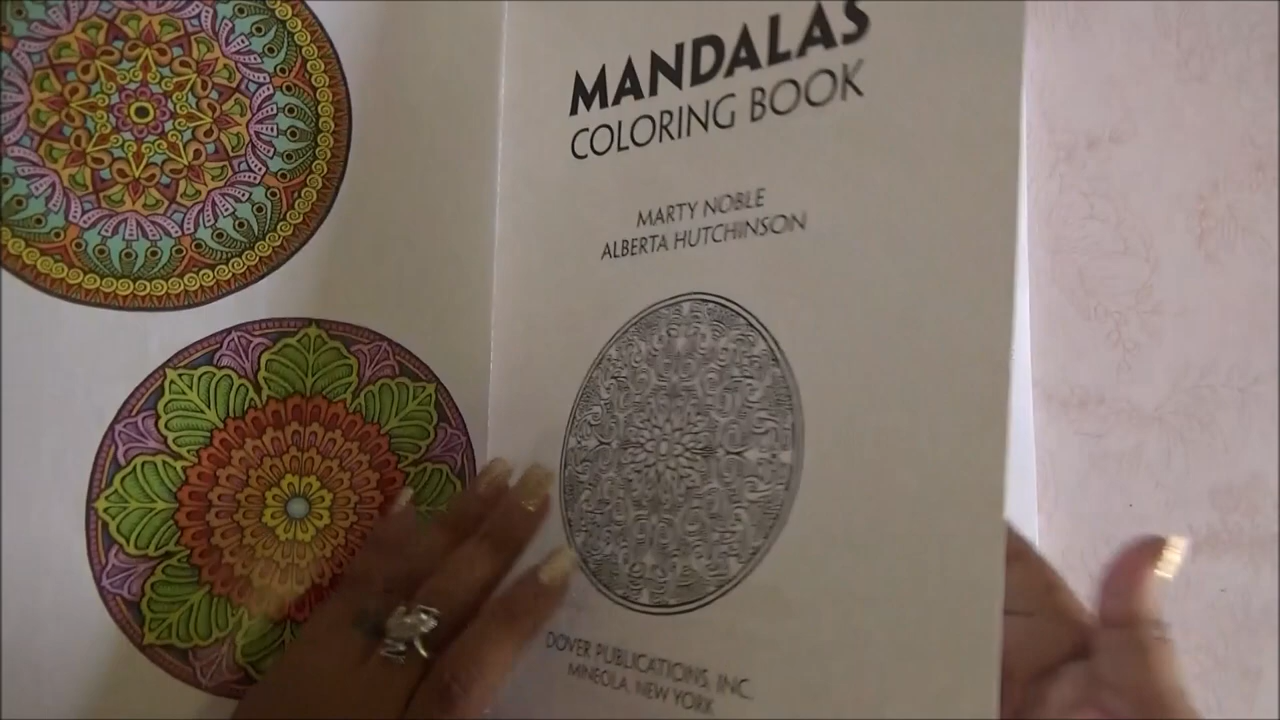 MANDALAS
COLORING BOOK
MARTY NOBLE
ALBERTA HUTCHINSON
DOVER PUBLICATIONS, INC.
MINEOLA, NEW YORK